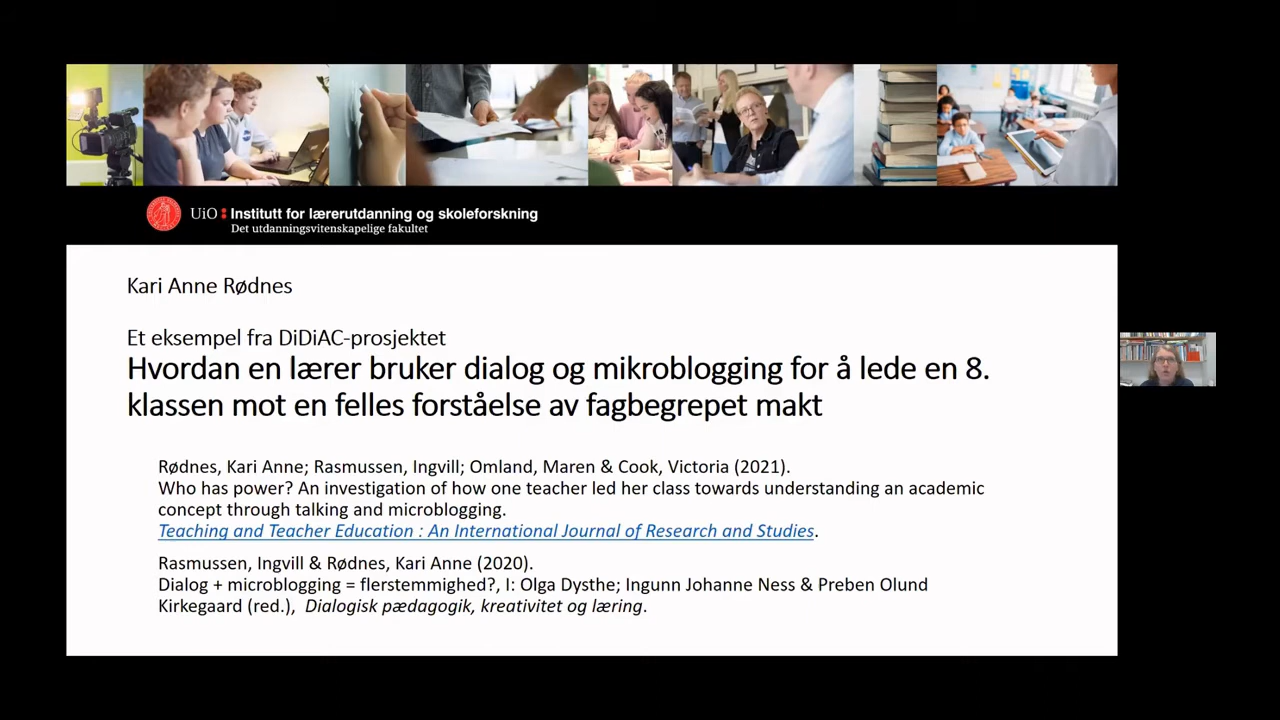 UiO Institutt for lærerutdanning og skoleforskning
Det utdanningsvitenskapelige fakultet
Kari Anne Rødnes
Et eksempel fra DiDiAC-prosjektet
Hvordan en lærer bruker dialog og mikroblogging for å lede en 8.
klassen mot en felles forståelse av fagbegrepet makt
Rødnes, Kari Anne; Rasmussen, Ingvill; Omland, Maren & Cook, Victoria (2021).
Who has power? An investigation of how one teacher led her class towards understanding an academic
concept through talking and microblogging.
Teaching and Teacher Education : An International Journal of Research and Studies.
Rasmussen, Ingvill & Rødnes, Kari Anne (2020).
Dialog + microblogging = flerstemmighed?, I: Olga Dysthe; Ingunn Johanne Ness & Preben Olund
Kirkegaard (red.), Dialogisk pædagogik, kreativitet og læring.